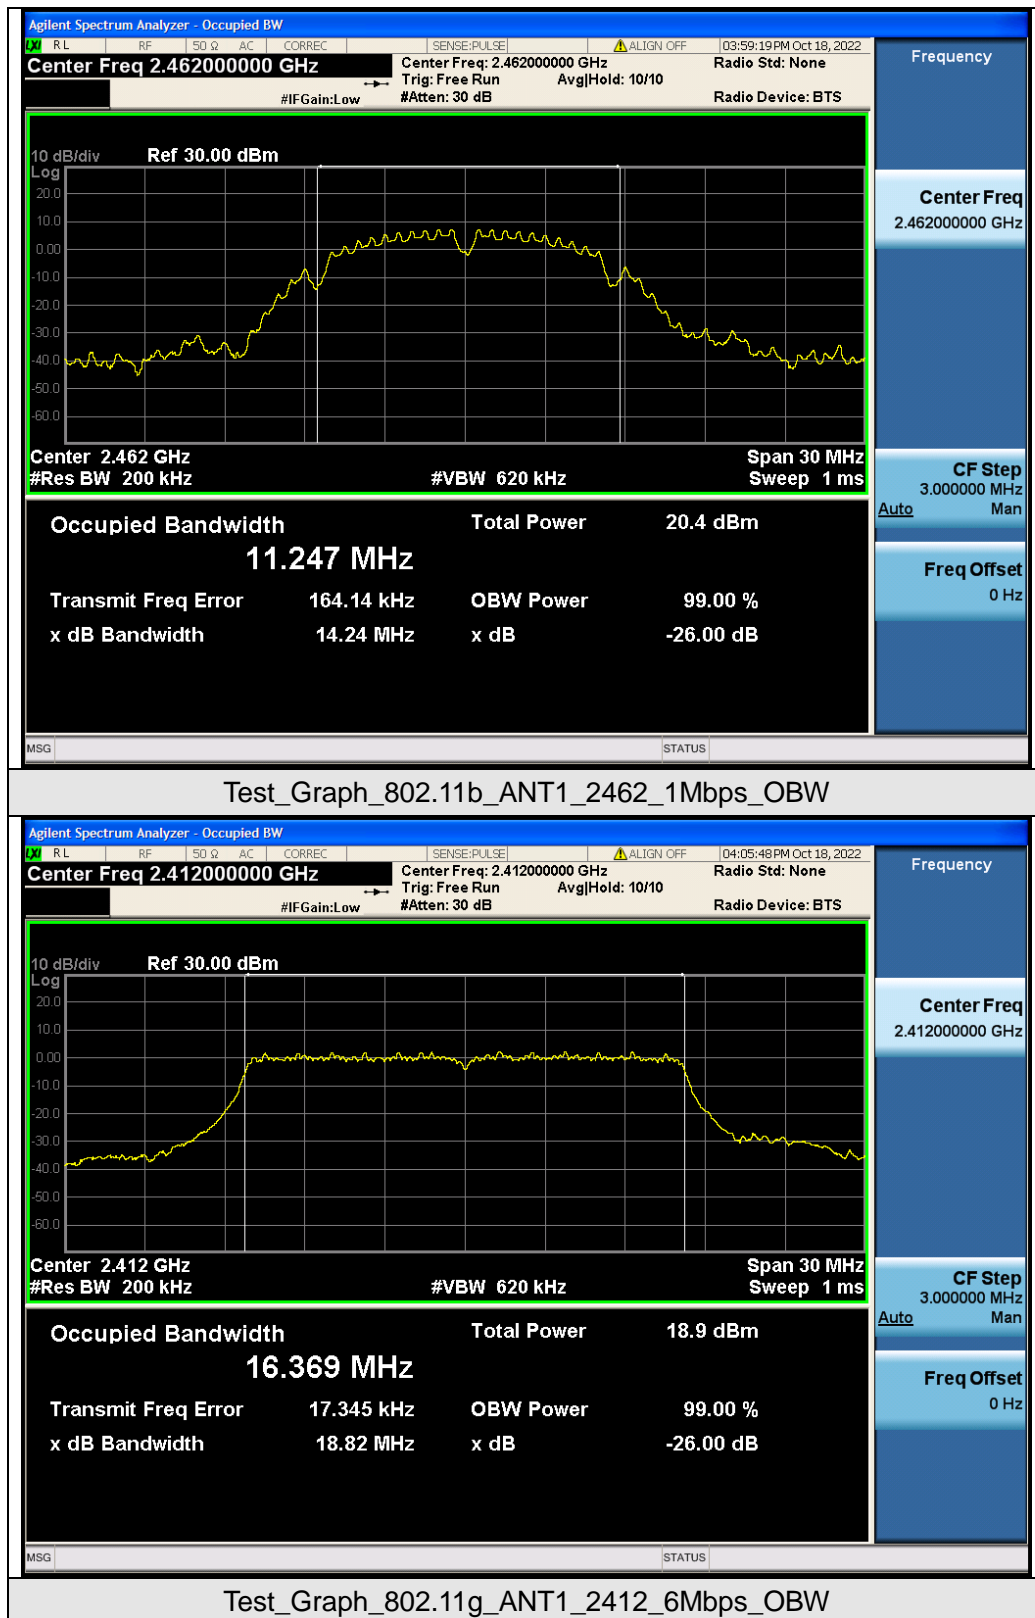 Agilent Spectrum Analyzer - Occupied BW
LXI RL RF 50 Ω AC CORREC SENSE:PULSE ALIGN OFF 03:59:19 PM Oct 18, 2022
Center Freq 2.462000000 GHz
Center Freq: 2.462000000 GHz Radio Std: None
Trig: Free Run Avg|Hold: 10/10
#IFGain:Low #Atten: 30 dB Radio Device: BTS
Frequency
10 dB/div Ref 30.00 dBm
Log
20.0
10.0
0.00
-10.0
-20.0
-30.0
-40.0
-50.0
-60.0
Center 2.462 GHz Span 30 MHz
#Res BW 200 kHz #VBW 620 kHz Sweep 1 ms
Center Freq
2.462000000 GHz
CF Step
3.000000 MHz
Auto Man
Freq Offset
0 Hz
Occupied Bandwidth Total Power 20.4 dBm
11.247 MHz
Transmit Freq Error 164.14 kHz OBW Power 99.00 %
x dB Bandwidth 14.24 MHz x dB -26.00 dB
MSG STATUS
Test_Graph_802.11b_ANT1_2462_1Mbps_OBW
Agilent Spectrum Analyzer - Occupied BW
LXI RL RF 50 Ω AC CORREC SENSE:PULSE ALIGN OFF 04:05:48 PM Oct 18, 2022
Center Freq 2.412000000 GHz
Center Freq: 2.412000000 GHz Radio Std: None
Trig: Free Run Avg|Hold: 10/10
#IFGain:Low #Atten: 30 dB Radio Device: BTS
Frequency
10 dB/div Ref 30.00 dBm
Log
20.0
10.0
0.00
-10.0
-20.0
-30.0
-40.0
-50.0
-60.0
Center 2.412 GHz Span 30 MHz
#Res BW 200 kHz #VBW 620 kHz Sweep 1 ms
Center Freq
2.412000000 GHz
CF Step
3.000000 MHz
Auto Man
Freq Offset
0 Hz
Occupied Bandwidth Total Power 18.9 dBm
16.369 MHz
Transmit Freq Error 17.345 kHz OBW Power 99.00 %
x dB Bandwidth 18.82 MHz x dB -26.00 dB
MSG STATUS
Test_Graph_802.11g_ANT1_2412_6Mbps_OBW